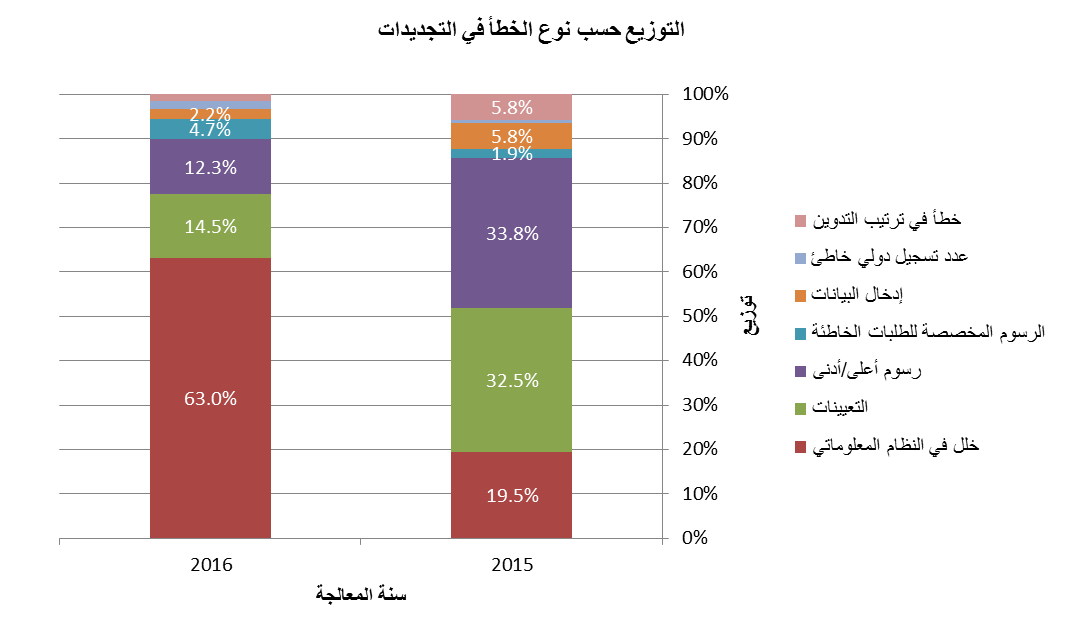 التوزيع حسب نوع الخطأ في التجديدات
100%
90%
80%
70%
60%
50%
40%
30%
20%
10%
0%
توزيع
5.8%
5.8%
1.9%
33.8%
32.5%
19.5%
2.2%
4.7%
12.3%
14.5%
63.0%
2015
2016
سنة المعالجة
خطأ في ترتيب التدوين
عدد تسجيل دولي خاطئ
إدخال البيانات
الرسوم المخصصة للطلبات الخاطئة
رسوم أعلى/أدنى
التعيينات
خلل في النظام المعلوماتي